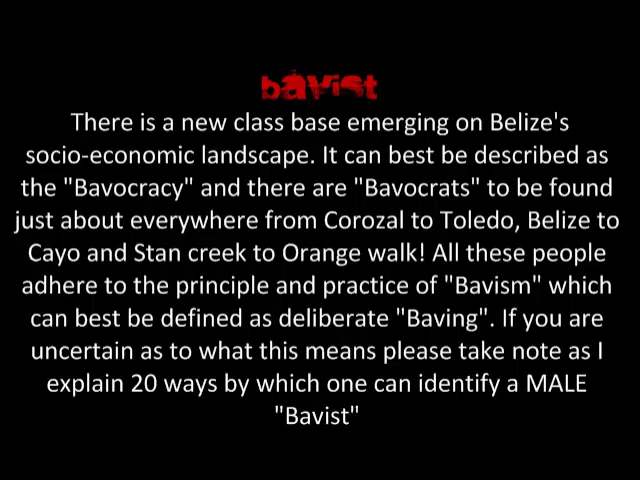 bavist
There is a new class base emerging on Belize's
socio-economic landscape. It can best be described as
the "Bavocracy" and there are "Bavocrats" to be found
just about everywhere from Corozal to Toledo, Belize to
Cayo and Stan creek to Orange walk! All these people
adhere to the principle and practice of "Bavism" which
can best be defined as deliberate "Baving". If you are
uncertain as to what this means please take note as I
explain 20 ways by which one can identify a MALE
"Bavist"